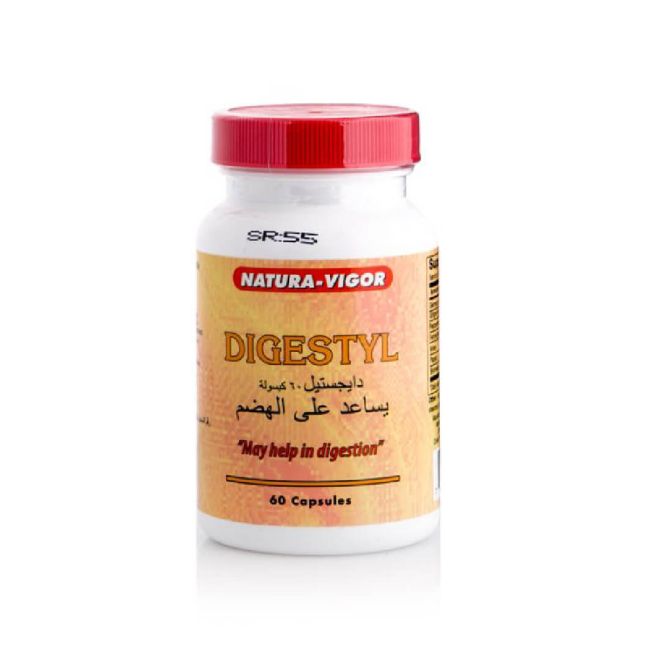 SR:55
NATURA-VIGOR
DIGESTYL
دايجستيل ٦٠ كبسولة
يساعد على الهضم
"May help in digestion"
60 Capsules